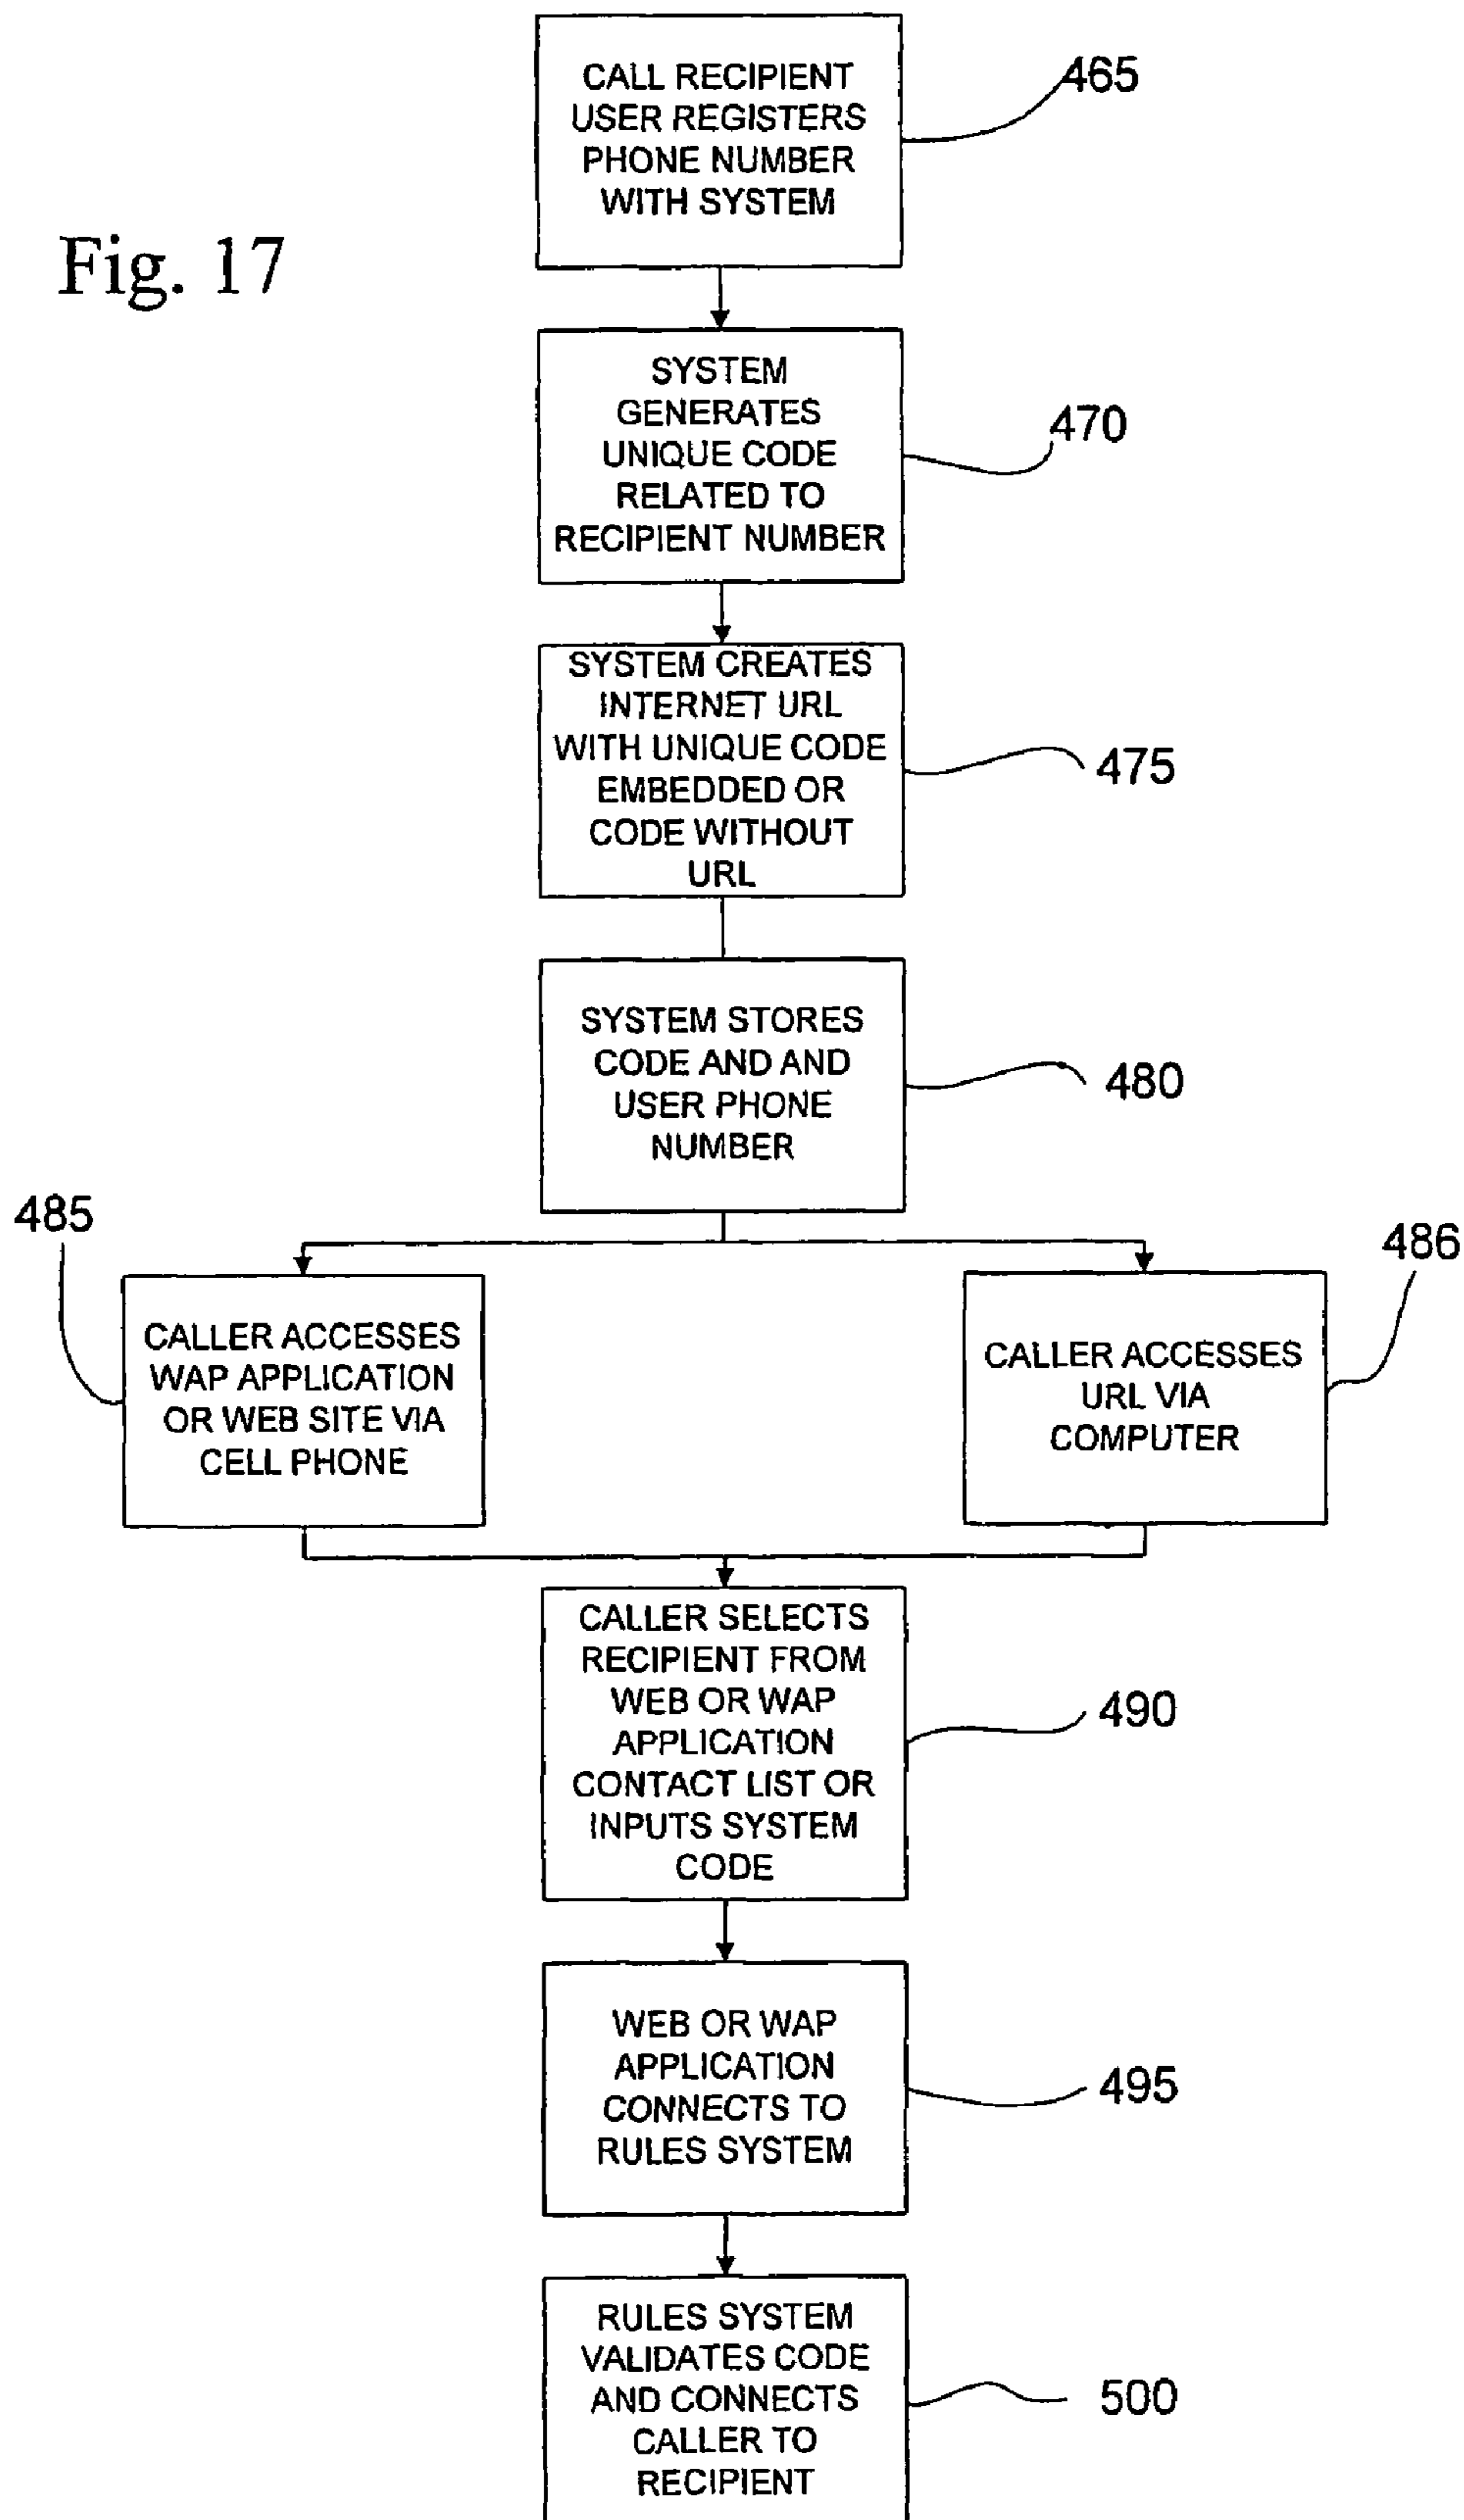 CALL RECIPIENT
USER REGISTERS
PHONE NUMBER
WITH SYSTEM
465
Fig. 17
SYSTEM
GENERATES
UNIQUE CODE
RELATED TO
RECIPIENT NUMBER
470
SYSTEM CREATES
INTERNET URL
WITH UNIQUE CODE
EMBEDDED OR
CODE WITHOUT
URL
475
SYSTEM STORES
CODE AND AND
USER PHONE
NUMBER
480
485
CALLER ACCESSES
WAP APPLICATION
OR WEB SITE VIA
CELL PHONE
486
CALLER ACCESSES
URL VIA
COMPUTER
CALLER SELECTS
RECIPIENT FROM
WEB OR WAP
APPLICATION
CONTACT LIST OR
INPUTS SYSTEM
CODE
490
WEB OR WAP
APPLICATION
CONNECTS TO
RULES SYSTEM
495
RULES SYSTEM
VALIDATES CODE
AND CONNECTS
CALLER TO
RECIPIENT
500